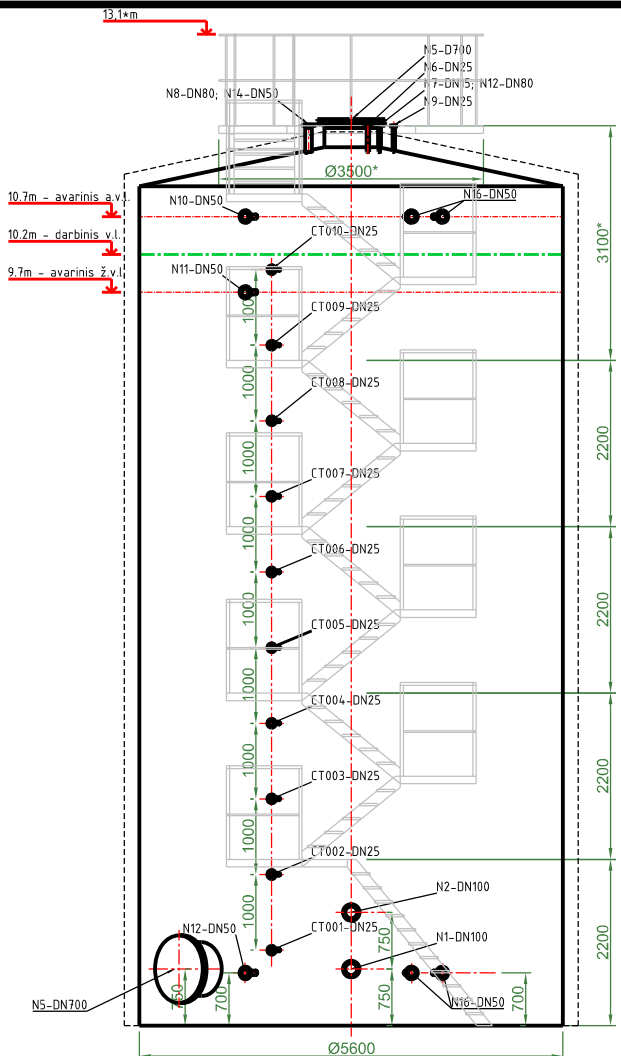 13,1*m
N5-D700
N6-DN25
N8-DN80; N14-DN50
N7-DN15; N12-DN80
N9-DN25
Ø3500*
10.7m - avarinis a.v.l.
N10-DN50
N16-DN50
10.2m - darbinis v.l.
CT010-DN25
3100*
9.7m - avarinis ž.v.l.
N11-DN50
1000
CT009-DN25
1000
CT008-DN25
2200
1000
CT007-DN25
1000
CT006-DN25
2200
1000
CT005-DN25
1000
CT004-DN25
2200
1000
CT003-DN25
1000
CT002-DN25
N2-DN100
1000
2200
N12-DN50
CT001-DN25
750
N1-DN100
N5-DN700
750
700
750
N16-DN50
700
Ø5600